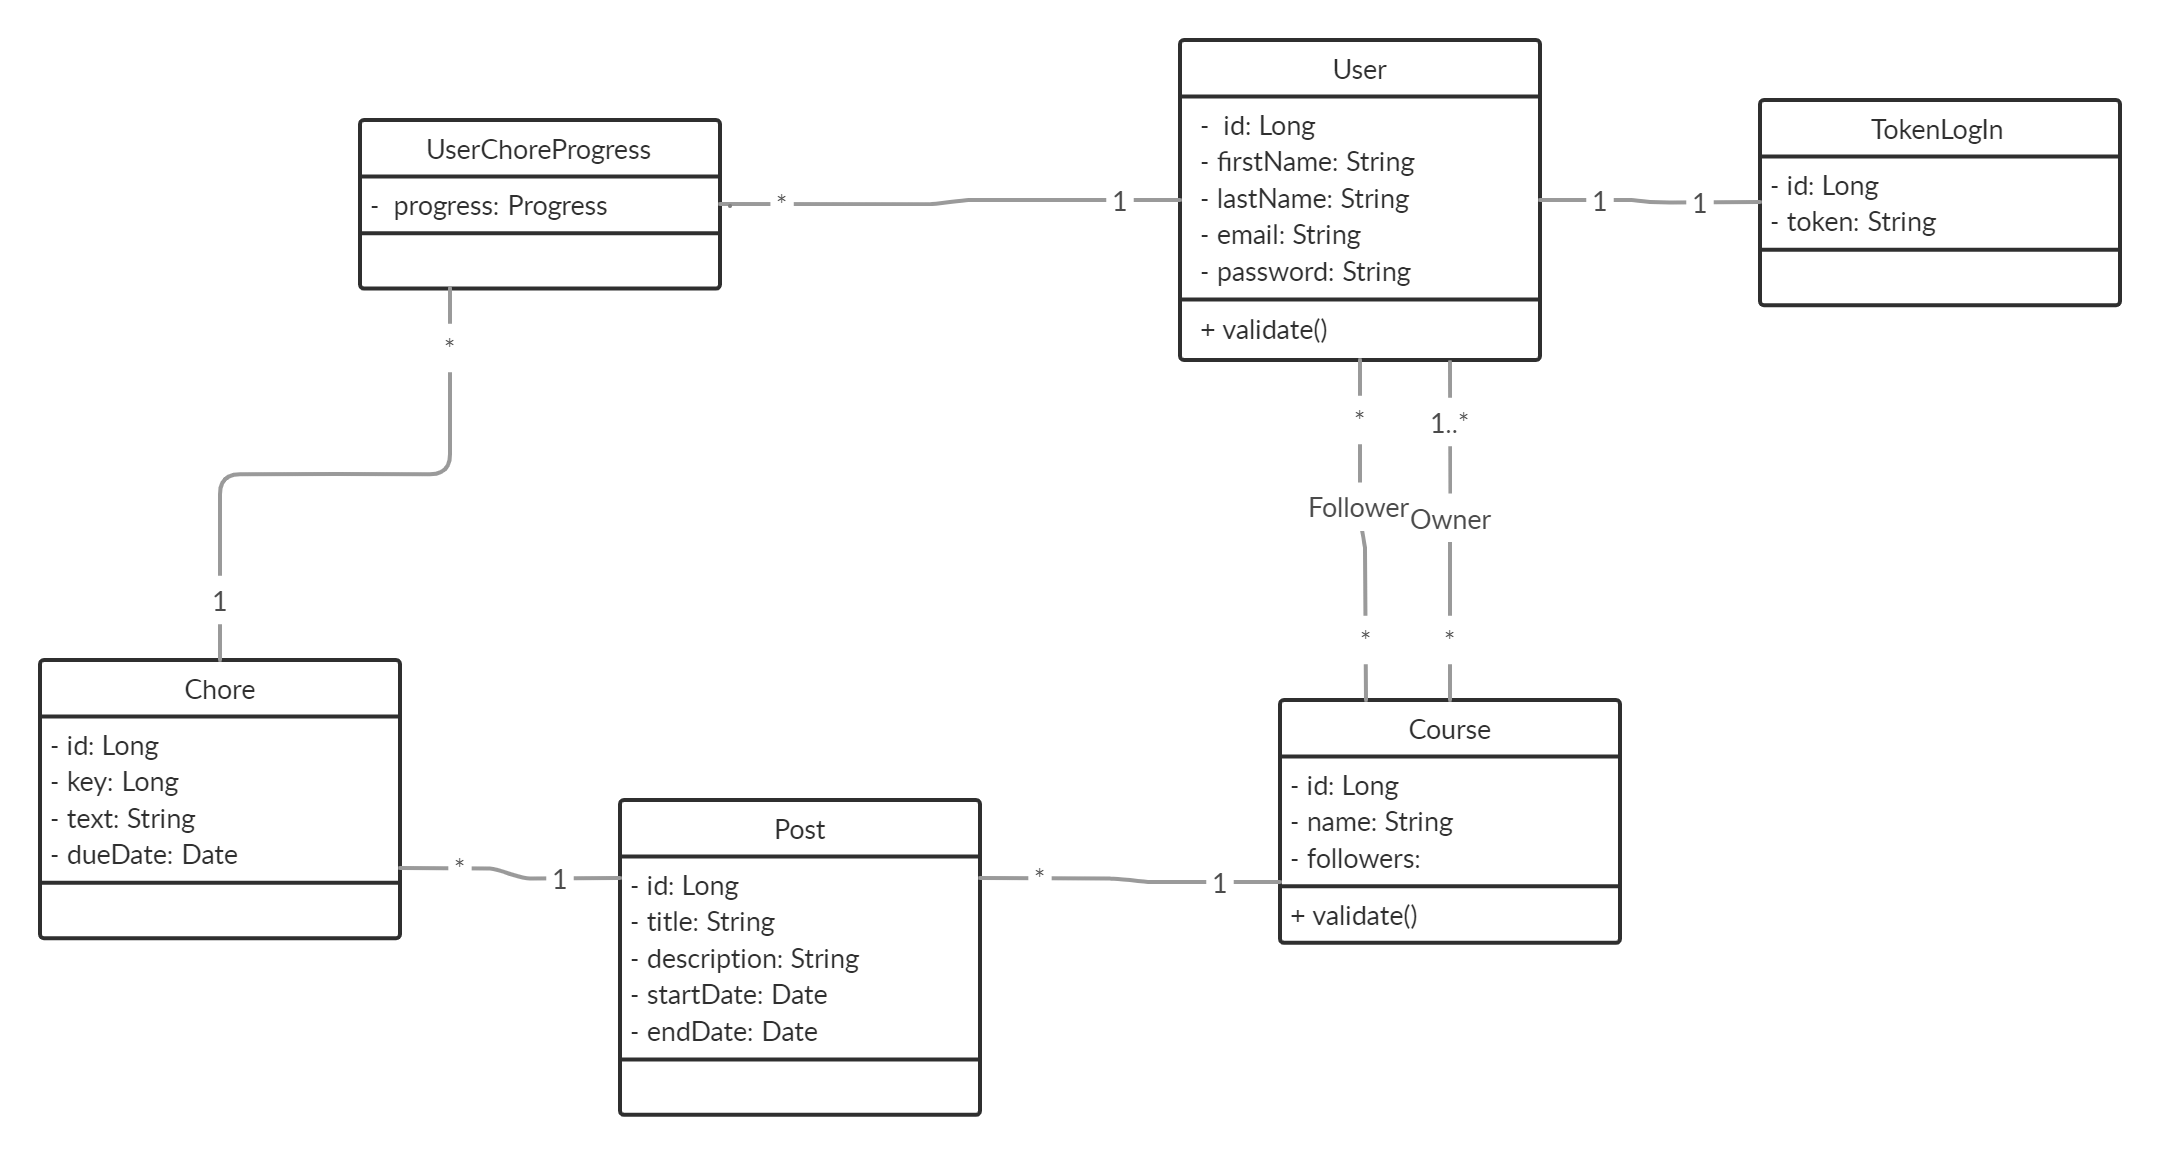 User
-  id: Long
- firstName: String
- lastName: String
- email: String
- password: String
+ validate()
TokenLogIn
- id: Long
- token: String
UserChoreProgress
-  progress: Progress
*
1
1
1
*
1
*
1..*
Follower
Owner
*
*
Chore
- id: Long
- key: Long
- text: String
- dueDate: Date
*
1
Post
- id: Long
- title: String
- description: String
- startDate: Date
- endDate: Date
*
1
Course
- id: Long
- name: String
- followers:
+ validate()